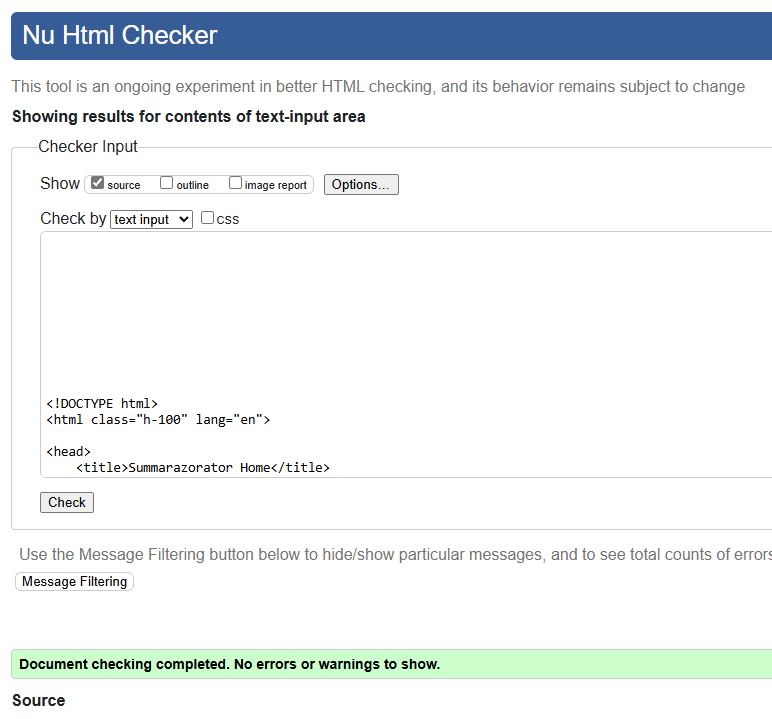 Nu Html Checker
This tool is an ongoing experiment in better HTML checking, and its behavior remains subject to change
Showing results for contents of text-input area
Checker Input
Show source outline image report Options...
Check by text input css
<!DOCTYPE html>
<html class="h-100" lang="en">
<head>
<title>Summarazorator Home</title>
Check
Use the Message Filtering button below to hide/show particular messages, and to see total counts of errors
Message Filtering
Document checking completed. No errors or warnings to show.
Source